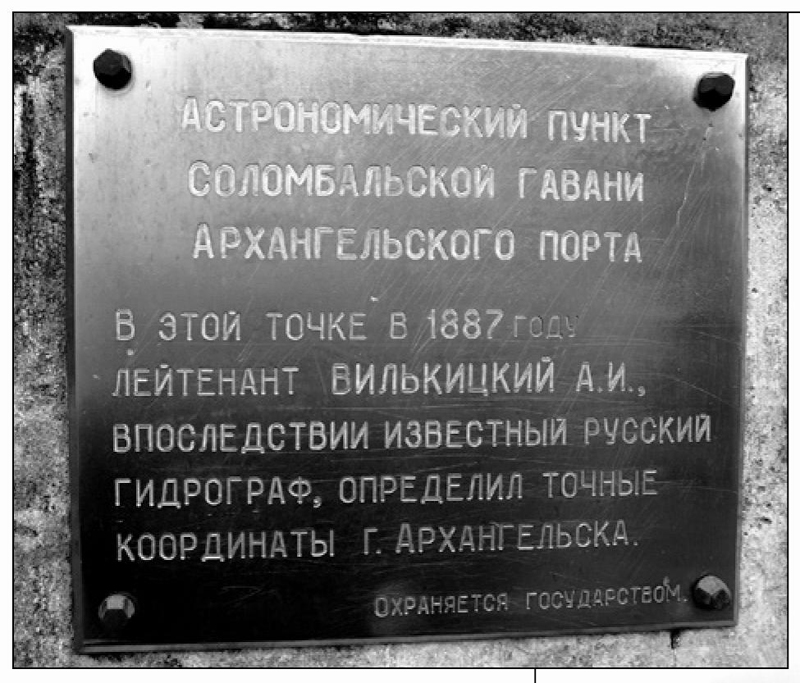 АСТРОНОМИЧЕСКИЙ ПУНКТ
СОЛОМБАЛЬСКОЙ ГАВАНИ
АРХАНГЕЛЬСКОГО ПОРТА
В ЭТОЙ ТОЧКЕ В 1887 ГОДУ
ЛЕЙТЕНАНТ ВИЛЬКИЦКИЙ А.И.,
ВПОСЛЕДСТВИИ ИЗВЕСТНЫЙ РУССКИЙ
ГИДРОГРАФ, ОПРЕДЕЛИЛ ТОЧНЫЕ
КООРДИНАТЫ Г. АРХАНГЕЛЬСКА.
ОХРАНЯЕТСЯ ГОСУДАРСТВОМ.